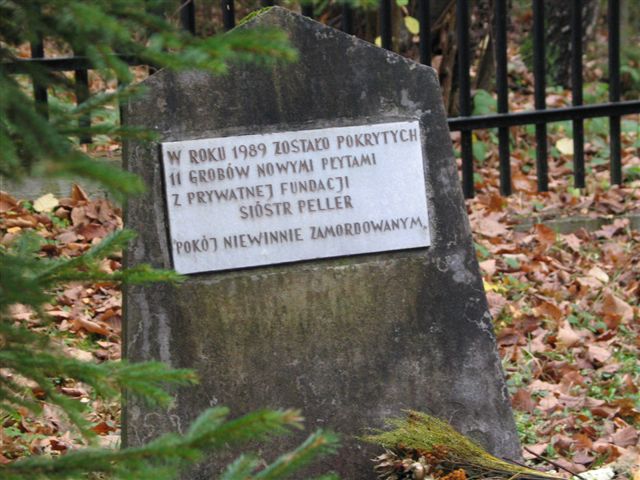 W ROKU 1989 ZOSTAŁO POKRYTYCH
11 GROBÓW NOWYMI PŁYTAMI
Z PRYWATNEJ FUNDACJI
SIÓSTR PELLER
"POKÓJ NIEWINNIE ZAMORDOWANYM„